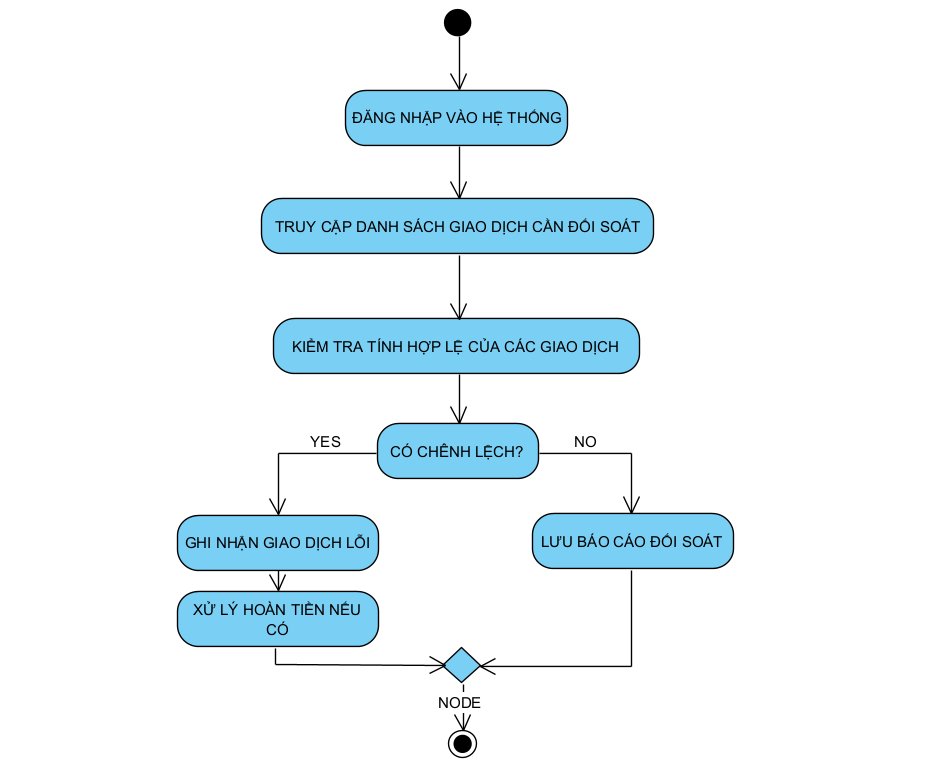 ĐĂNG NHẬP VÀO HỆ THỐNG
TRUY CẬP DANH SÁCH GIAO DỊCH CẦN ĐỐI SOÁT
KIỂM TRA TÍNH HỢP LỆ CỦA CÁC GIAO DỊCH
YES
CÓ CHÊNH LỆCH?
NO
GHI NHẬN GIAO DỊCH LỖI
LƯU BÁO CÁO ĐỐI SOÁT
XỬ LÝ HOÀN TIỀN NẾU
CÓ
NODE